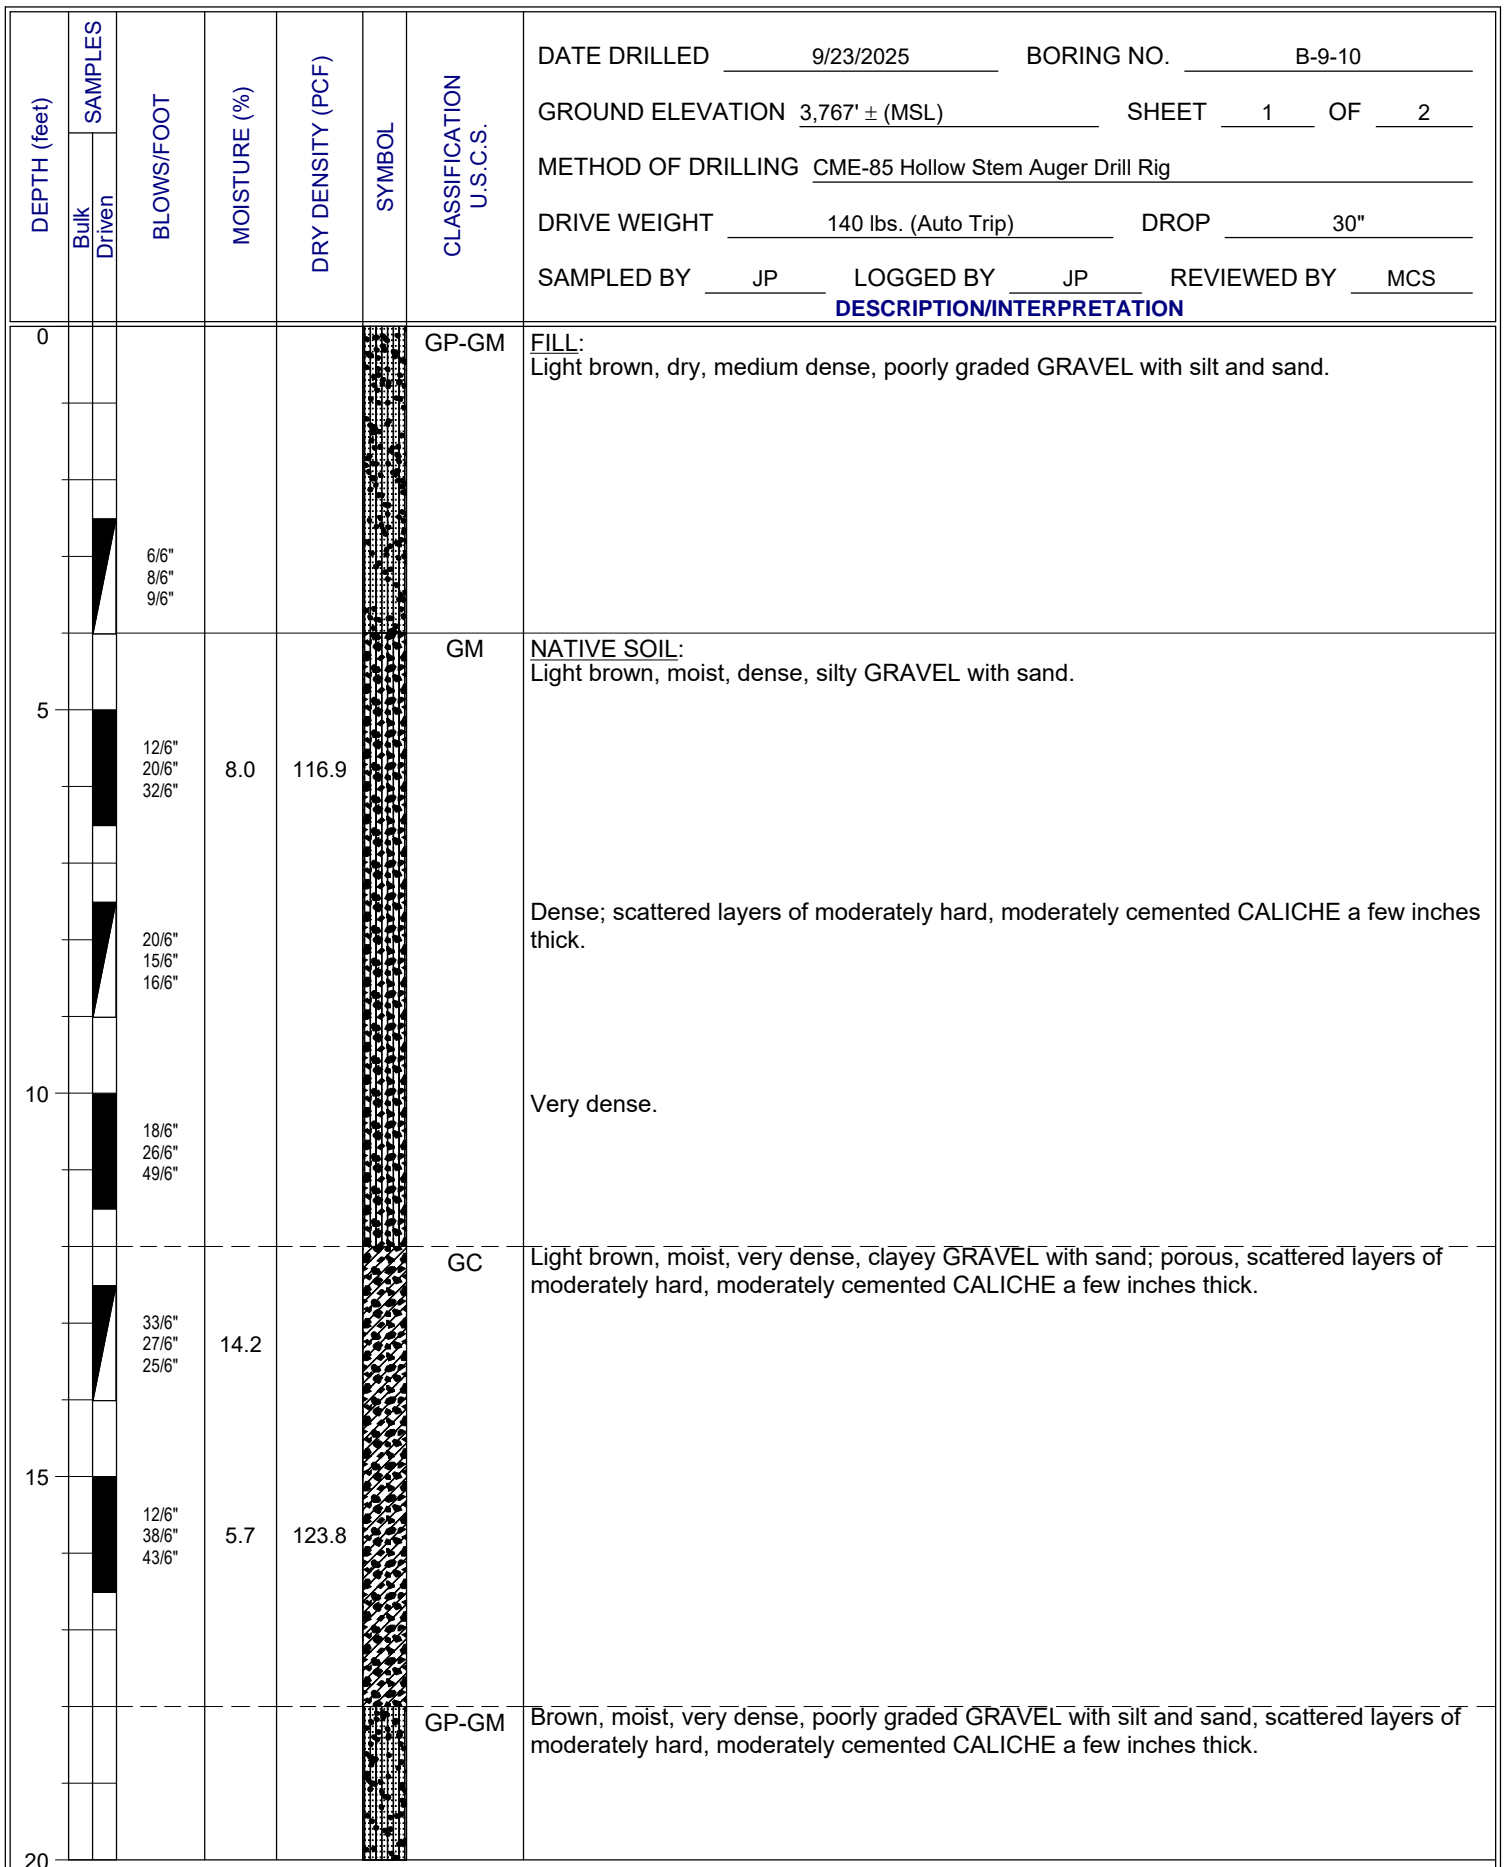 DEPTH (feet)
SAMPLES
Bulk
Driven
BLOWS/FOOT
MOISTURE (%)
DRY DENSITY (PCF)
SYMBOL
CLASSIFICATION
U.S.C.S.
DATE DRILLED 9/23/2025 BORING NO. B-9-10
GROUND ELEVATION 3,767' ± (MSL) SHEET 1 OF 2
METHOD OF DRILLING CME-85 Hollow Stem Auger Drill Rig
DRIVE WEIGHT 140 lbs. (Auto Trip) DROP 30"
SAMPLED BY JP LOGGED BY JP REVIEWED BY MCS
DESCRIPTION/INTERPRETATION
0 GP-GM FILL:
Light brown, dry, medium dense, poorly graded GRAVEL with silt and sand.
6/6"
8/6"
9/6"
GM NATIVE SOIL:
Light brown, moist, dense, silty GRAVEL with sand.
5
12/6"
20/6" 8.0 116.9
32/6"
Dense; scattered layers of moderately hard, moderately cemented CALICHE a few inches
thick.
20/6"
15/6"
16/6"
10 Very dense.
18/6"
26/6"
49/6"
GC Light brown, moist, very dense, clayey GRAVEL with sand; porous, scattered layers of
moderately hard, moderately cemented CALICHE a few inches thick.
33/6"
27/6" 14.2
25/6"
15
12/6"
38/6" 5.7 123.8
43/6"
GP-GM Brown, moist, very dense, poorly graded GRAVEL with silt and sand, scattered layers of
moderately hard, moderately cemented CALICHE a few inches thick.
20